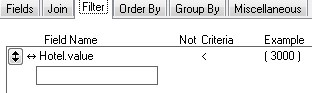 Fields Join Filter Order By Group By Miscellaneous
Field Name Not Criteria Example
Hotel.value < ( 3000 )